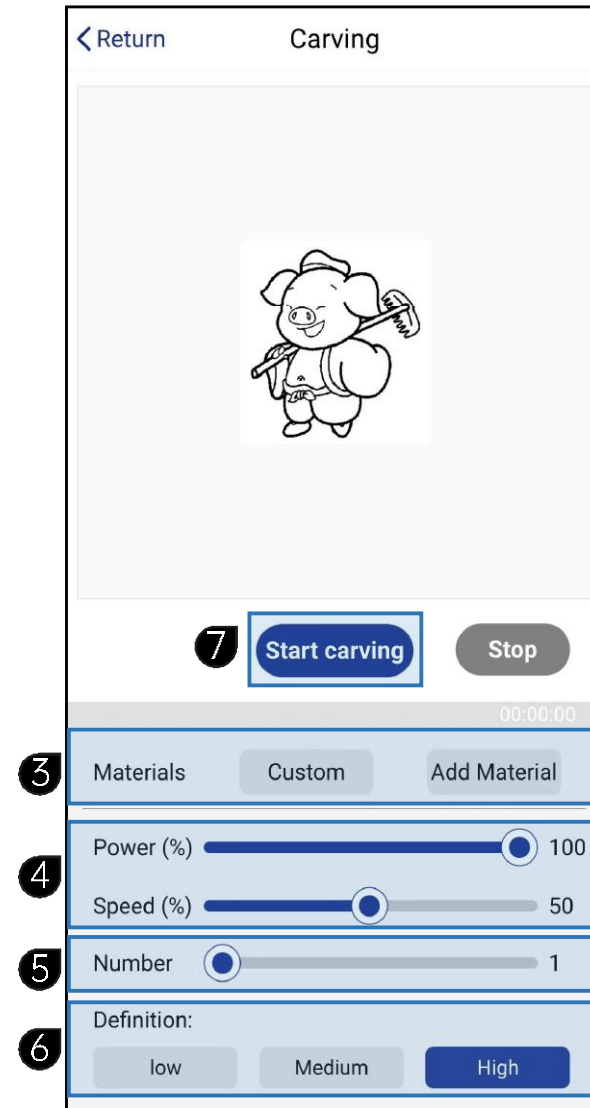 Return Carving
7 Start carving Stop
00:00:00
3 Materials Custom Add Material
4 Power (%) 100
Speed (%) 50
5 Number 1
6 Definition:
low Medium High